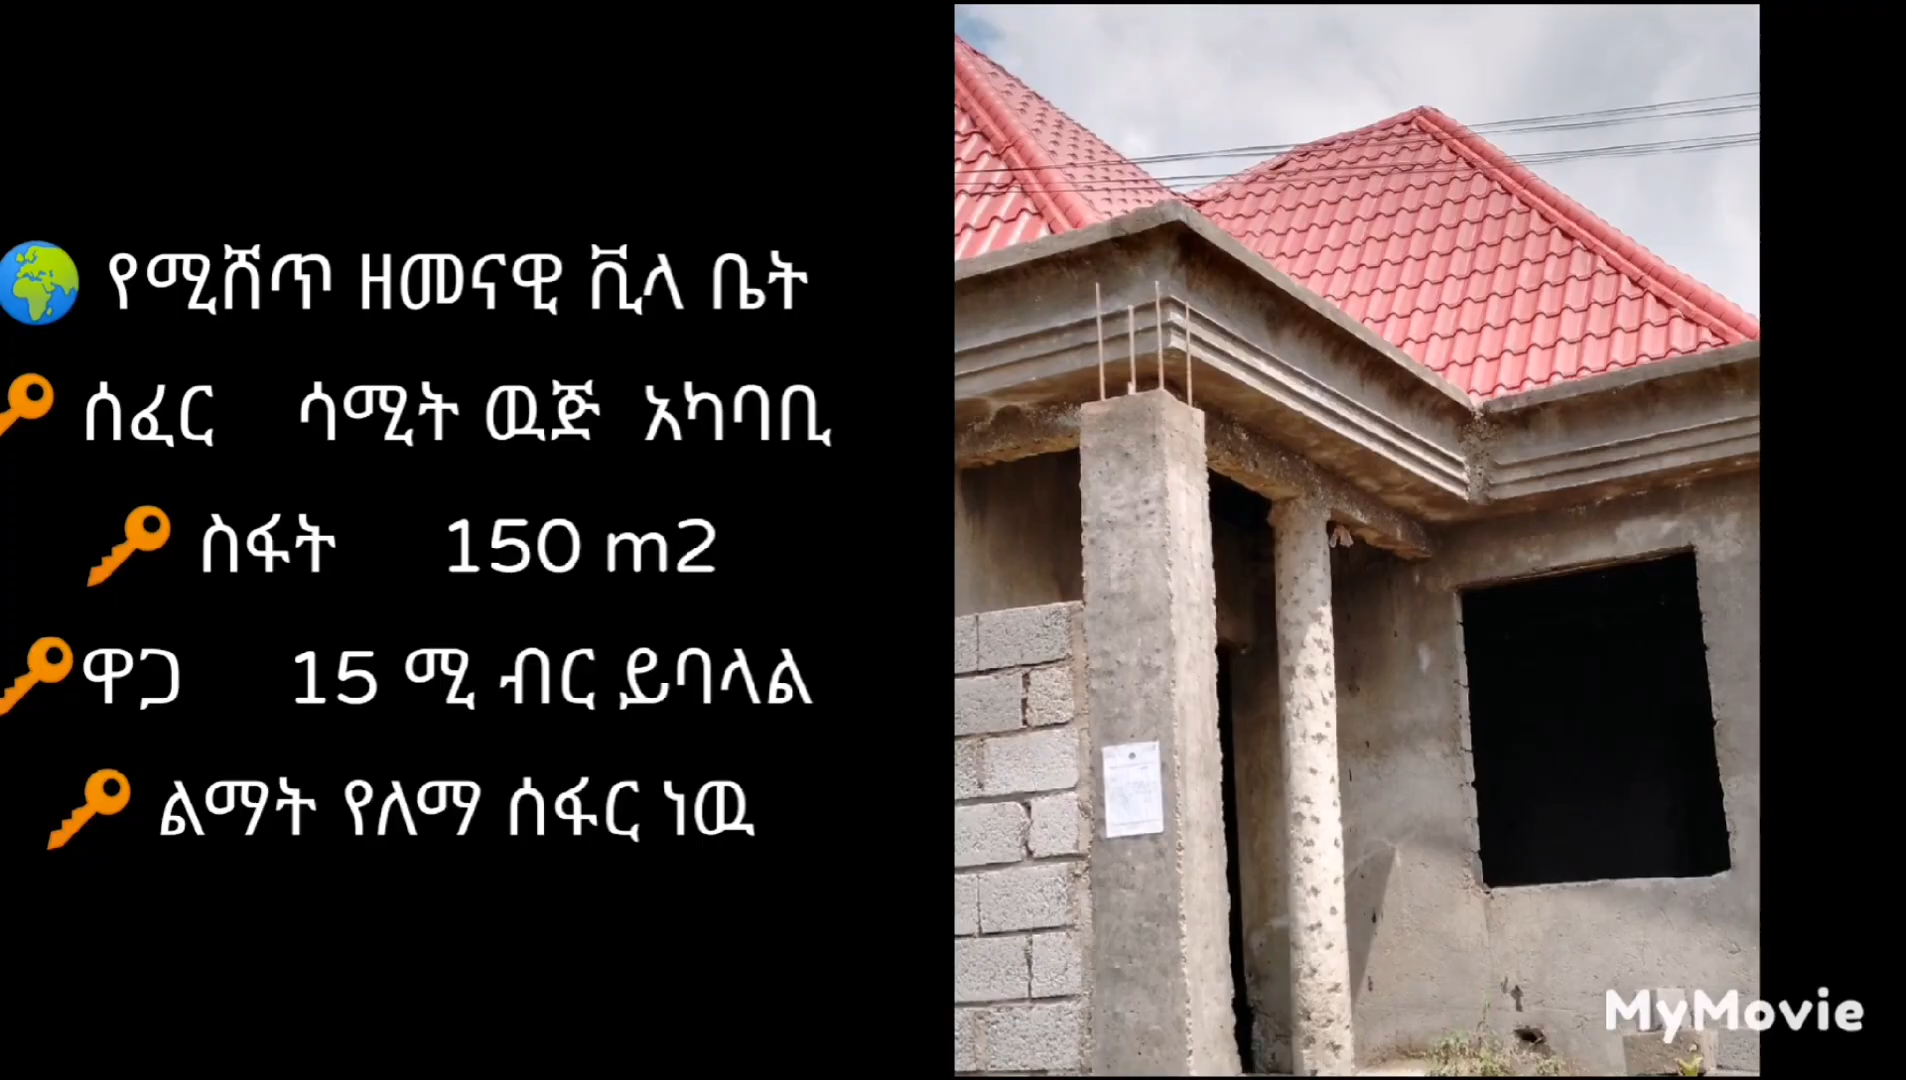 🌍 የሚሸጥ ዘመናዊ ቪላ ቤት
🔑 ሰፈር ሳሚት ዉጅ አካባቢ
🔑 ስፋት 150 m2
🔑ዋጋ 15 ሚ ብር ይባላል
🔑 ልማት የለማ ሰፋር ነዉ
MyMovie